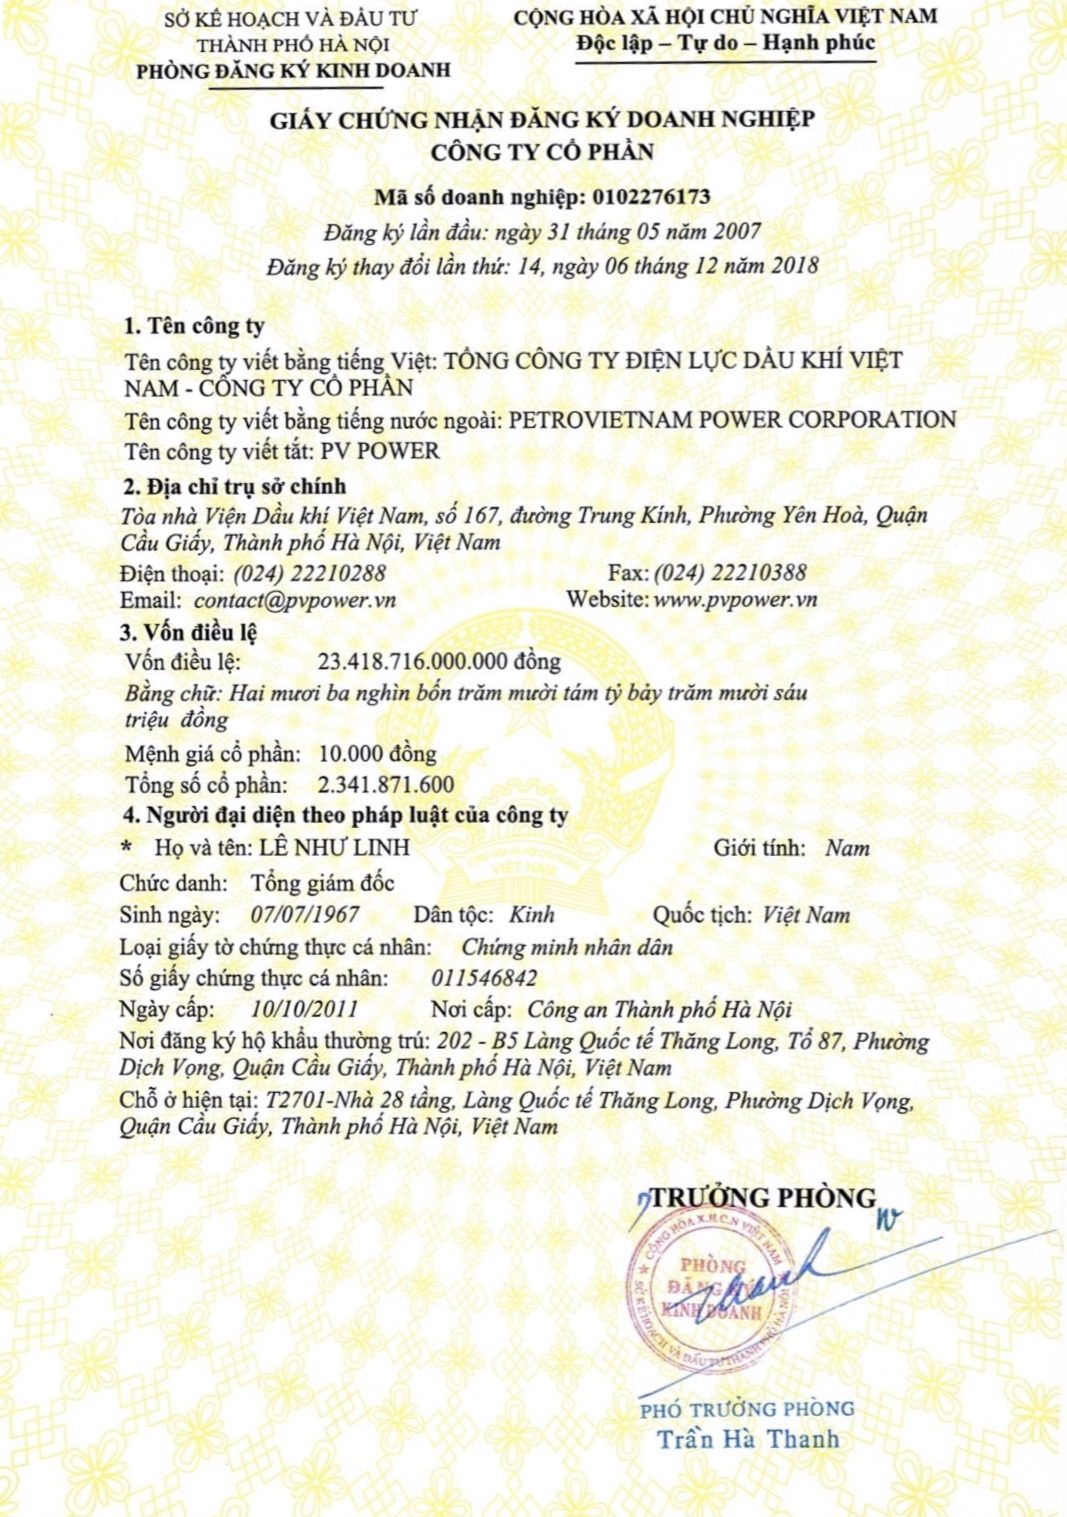 SỞ KẾ HOẠCH VÀ ĐẦU TƯ
THÀNH PHỐ HÀ NỘI
PHÒNG ĐĂNG KÝ KINH DOANH
CỘNG HÒA XÃ HỘI CHỦ NGHĨA VIỆT NAM
Độc lập – Tự do – Hạnh phúc
GIẤY CHỨNG NHẬN ĐĂNG KÝ DOANH NGHIỆP
CÔNG TY CỔ PHẦN
Mã số doanh nghiệp: 0102276173
Đăng ký lần đầu: ngày 31 tháng 05 năm 2007
Đăng ký thay đổi lần thứ: 14, ngày 06 tháng 12 năm 2018
1. Tên công ty
Tên công ty viết bằng tiếng Việt: TỔNG CÔNG TY ĐIỆN LỰC DẦU KHÍ VIỆT
NAM - CÔNG TY CỔ PHẦN
Tên công ty viết bằng tiếng nước ngoài: PETROVIETNAM POWER CORPORATION
Tên công ty viết tắt: PV POWER
2. Địa chỉ trụ sở chính
Tòa nhà Viện Dầu khí Việt Nam, số 167, đường Trung Kính, Phường Yên Hoà, Quận
Cầu Giấy, Thành phố Hà Nội, Việt Nam
Điện thoại: (024) 22210288 Fax: (024) 22210388
Email: contact@pvpower.vn Website: www.pvpower.vn
3. Vốn điều lệ
Vốn điều lệ: 23.418.716.000.000 đồng
Bằng chữ: Hai mươi ba nghìn bốn trăm mười tám tỷ bảy trăm mười sáu
triệu đồng
Mệnh giá cổ phần: 10.000 đồng
Tổng số cổ phần: 2.341.871.600
4. Người đại diện theo pháp luật của công ty
* Họ và tên: LÊ NHƯ LINH Giới tính: Nam
Chức danh: Tổng giám đốc
Sinh ngày: 07/07/1967 Dân tộc: Kinh Quốc tịch: Việt Nam
Loại giấy tờ chứng thực cá nhân: Chứng minh nhân dân
Số giấy chứng thực cá nhân: 011546842
Ngày cấp: 10/10/2011 Nơi cấp: Công an Thành phố Hà Nội
Nơi đăng ký hộ khẩu thường trú: 202 - B5 Làng Quốc tế Thăng Long, Tổ 87, Phường
Dịch Vọng, Quận Cầu Giấy, Thành phố Hà Nội, Việt Nam
Chỗ ở hiện tại: T2701-Nhà 28 tầng, Làng Quốc tế Thăng Long, Phường Dịch Vọng,
Quận Cầu Giấy, Thành phố Hà Nội, Việt Nam
TRƯỞNG PHÒNG
CỘNG HÒA X.H.C.N VIỆT NAM
PHÒNG
ĐĂNG KÝ
KINH DOANH
SỞ KẾ HOẠCH VÀ ĐẦU TƯ THÀNH PHỐ HÀ NỘI
Thanh
PHÓ TRƯỞNG PHÒNG
Trần Hà Thanh
VIỆT NAM